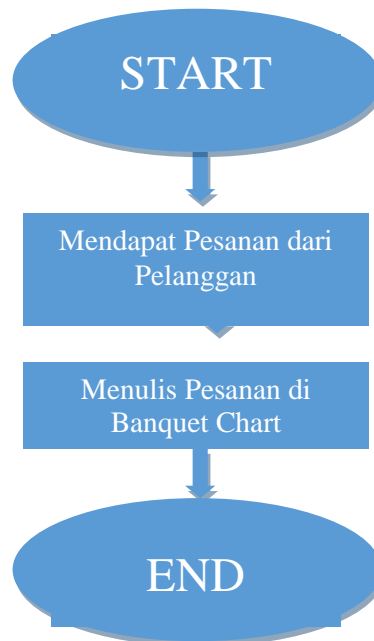 START
Mendapat Pesanan dari
Pelanggan
Menulis Pesanan di
Banquet Chart
END